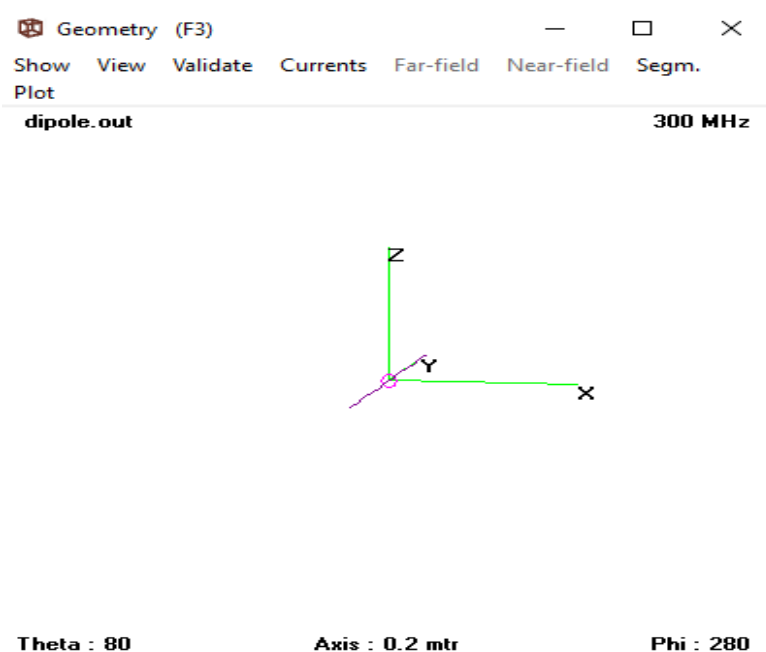 Geometry (F3)
Show View Validate Currents Far-field Near-field Segm.
Plot
dipole.out 300 MHz
Z
Y
X
Theta : 80 Axis : 0.2 mtr Phi : 280